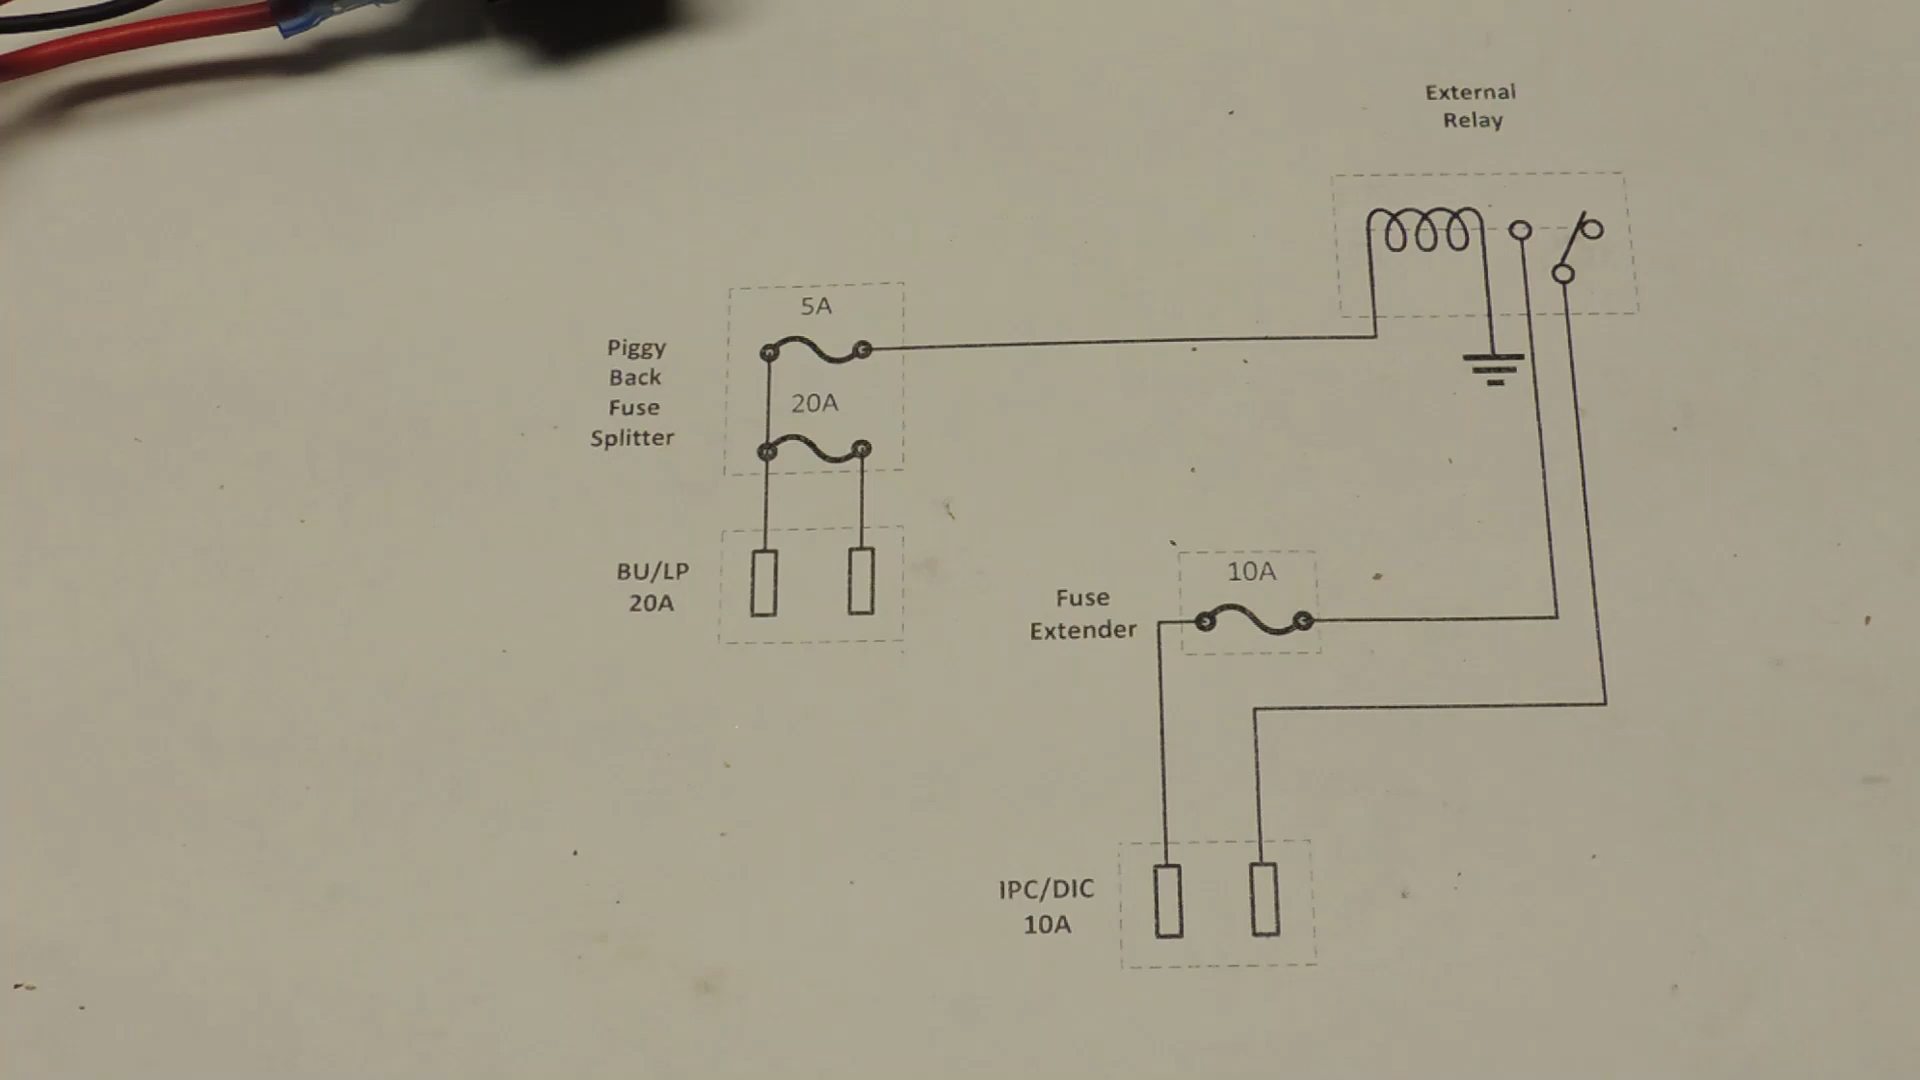 External
Relay
5A
Piggy
Back
Fuse
Splitter
20A
BU/LP
20A
10A
Fuse
Extender
IPC/DIC
10A